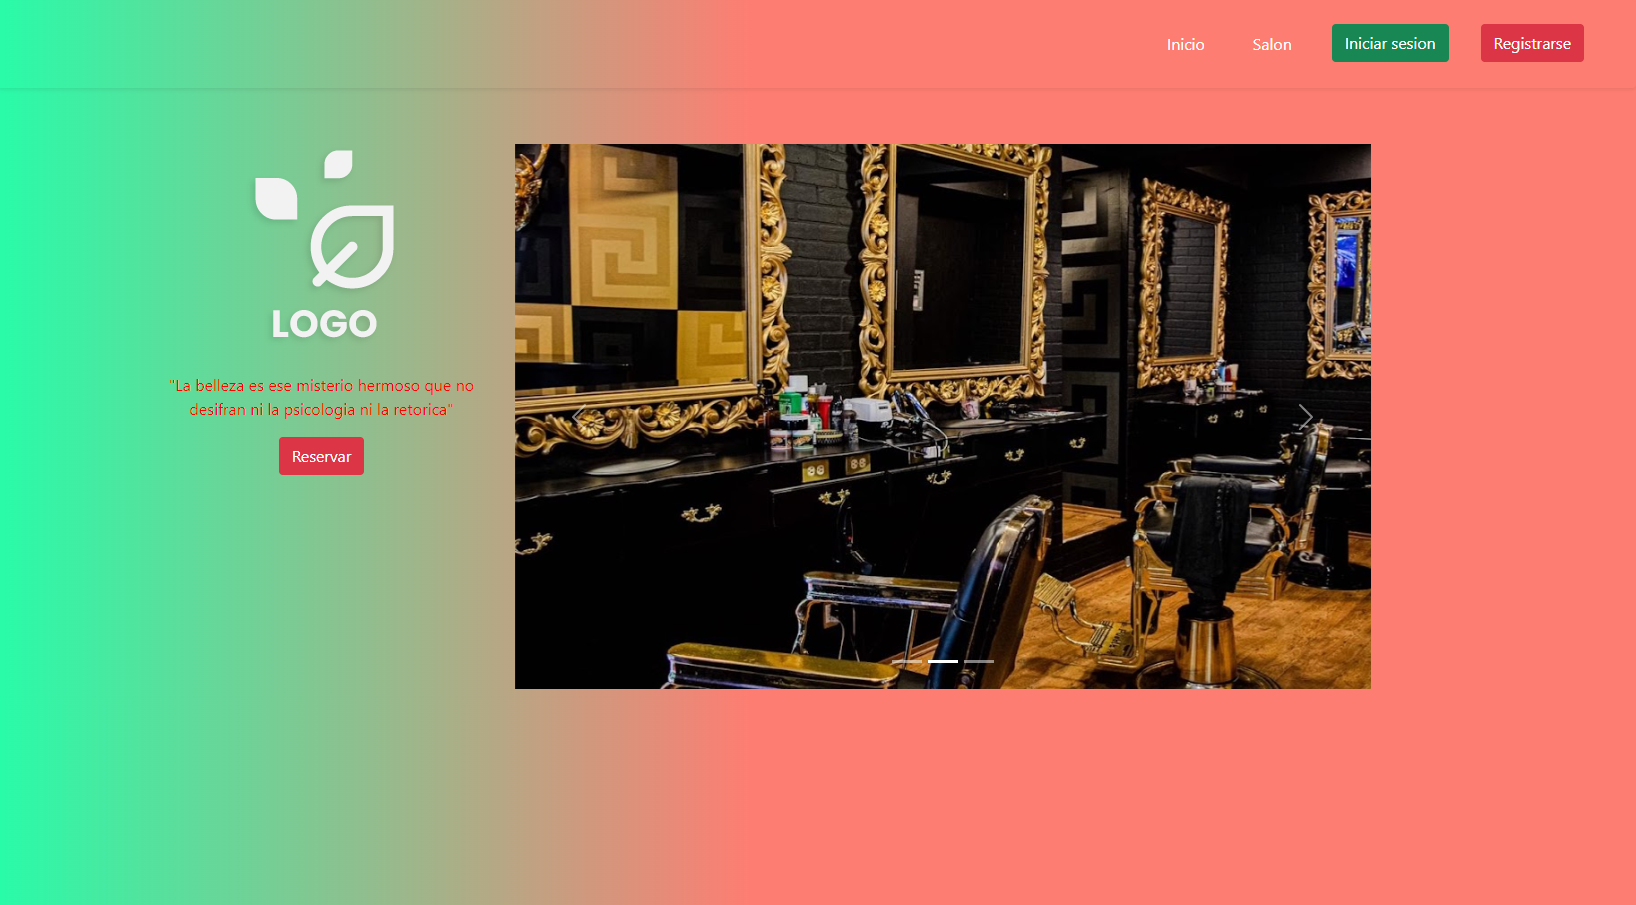 Inicio
Salon
Iniciar sesion
Registrarse
LOGO
"La belleza es ese misterio hermoso que no
desifran ni la psicologia ni la retorica"
Reservar